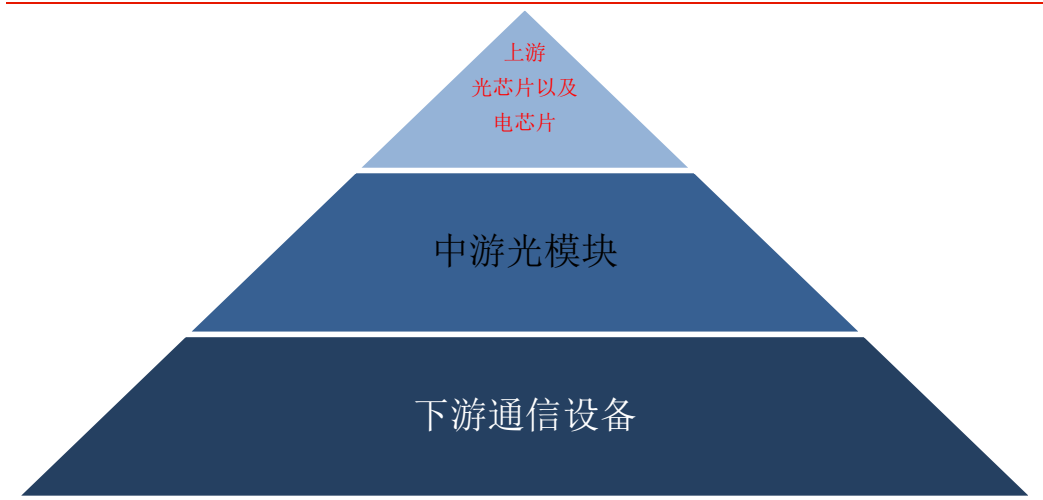 上游
光芯片以及
电芯片
中游光模块
下游通信设备